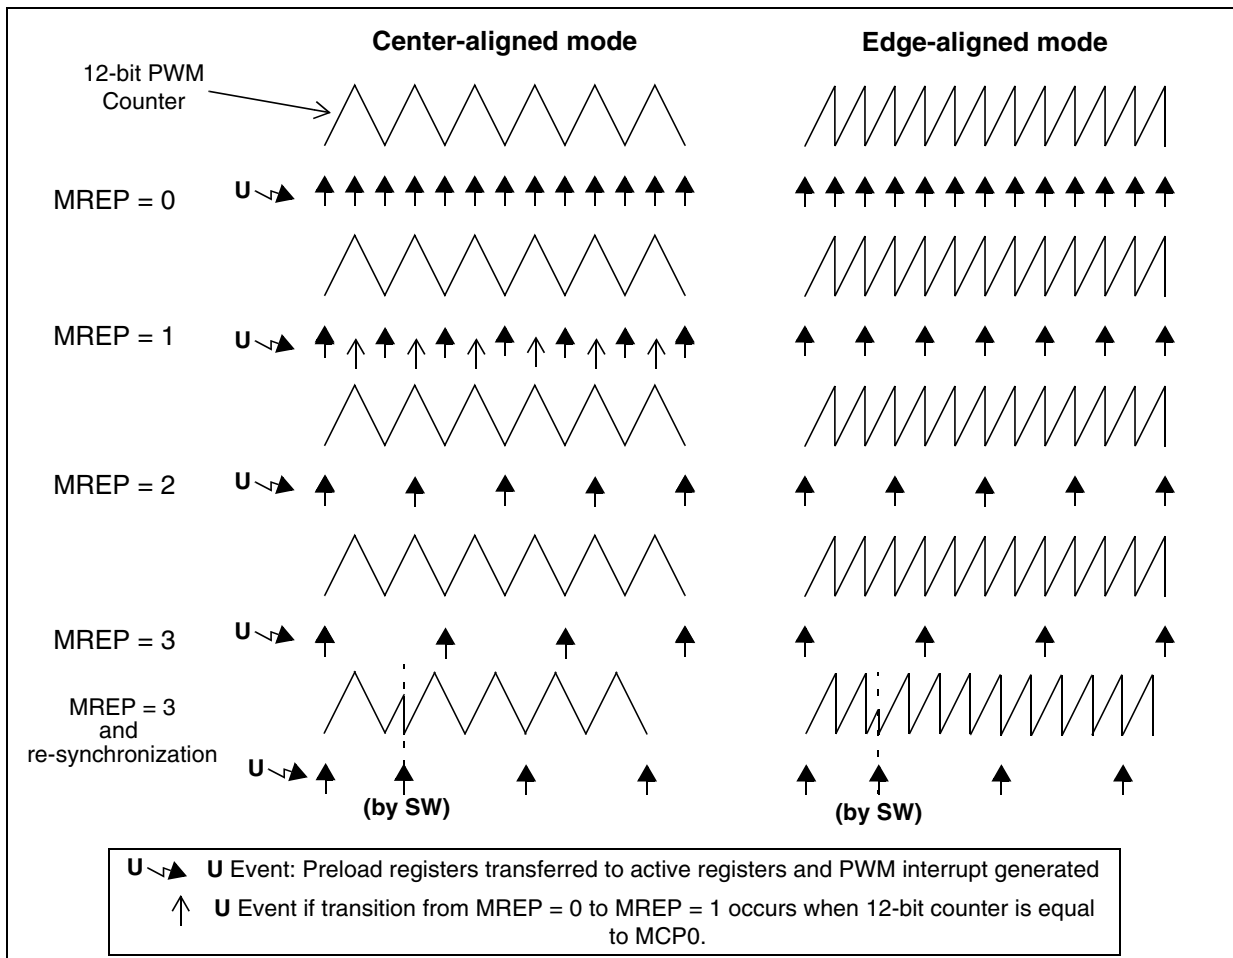 Center-aligned mode
Edge-aligned mode
12-bit PWM
Counter
MREP = 0
U
MREP = 1
U
MREP = 2
U
MREP = 3
U
MREP = 3
and
re-synchronization
U
(by SW)
(by SW)
U U Event: Preload registers transferred to active registers and PWM interrupt generated
U Event if transition from MREP = 0 to MREP = 1 occurs when 12-bit counter is equal
to MCP0.